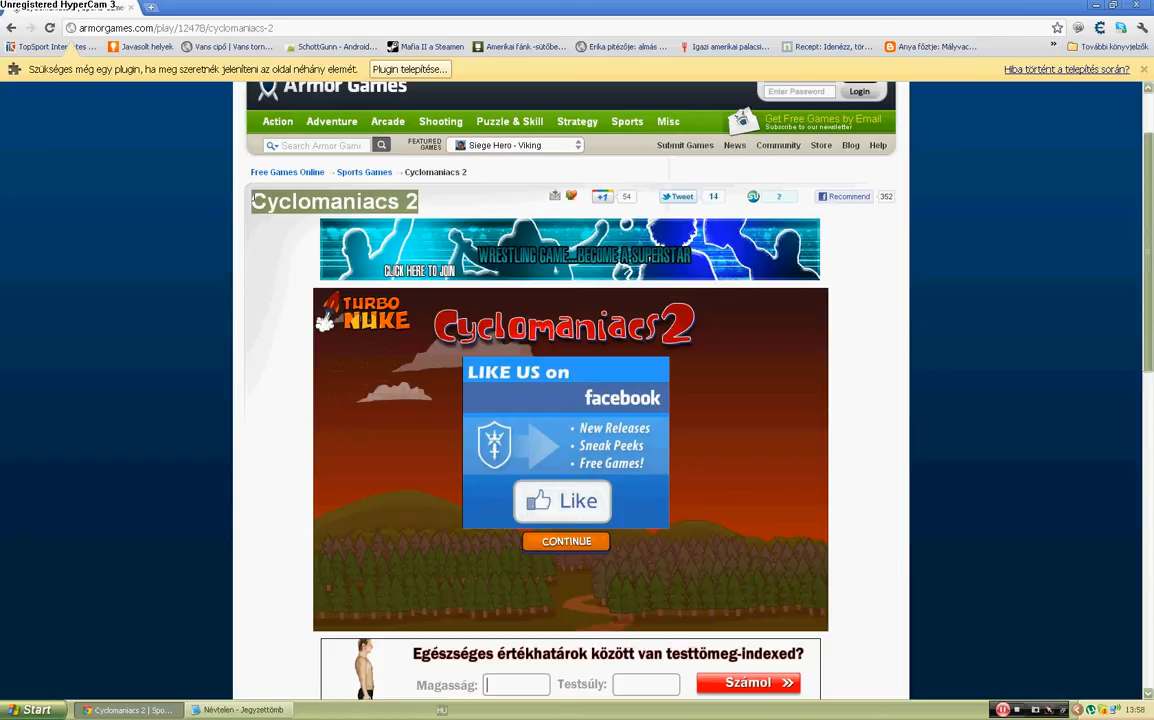 Unregistered HyperCam 3
armorgames.com/play/12478/cyclomaniacs-2
Javasolt helyek
Vans cipő | Vans torn...
SchottGunn - Android...
Mafia II a Steamen
Amerikai fánk -sütőbe...
Erika pitézője: almás ...
Igazi amerikai palacs...
Recept: Idenézz, tör...
Anya főztje: Mályvac...
»
További könyvjelzők
Szükséges még egy plugin, ha meg szeretnék jeleníteni az oldal néhány elemét.
Plugin telepítése...
Hiba történt a telepítés során?
Armor Games
Enter Password
Login
Action
Adventure
Arcade
Shooting
Puzzle & Skill
Strategy
Sports
Misc
Get Free Games by Email
Subscribe to our newsletter
Search Armor Games
FEATURED GAMES
Siege Hero - Viking
Submit Games
News
Community
Store
Blog
Help
Free Games Online → Sports Games → Cyclomaniacs 2
Cyclomaniacs 2
+1
54
Tweet
14
2
Recommend
352
WRESTLING GAME...BECOME A SUPERSTAR
CLICK HERE TO JOIN
TURBO NUKE
Cyclomaniacs 2
LIKE US on
facebook
• New Releases
• Sneak Peeks
• Free Games!
Like
CONTINUE
Egészséges értékhatárok között van testtömeg-indexed?
Magasság:
Testsúly:
Számol »
Start
Cyclomaniacs 2 | Spo...
Névtelen - Jegyzettömb
HU
13:58